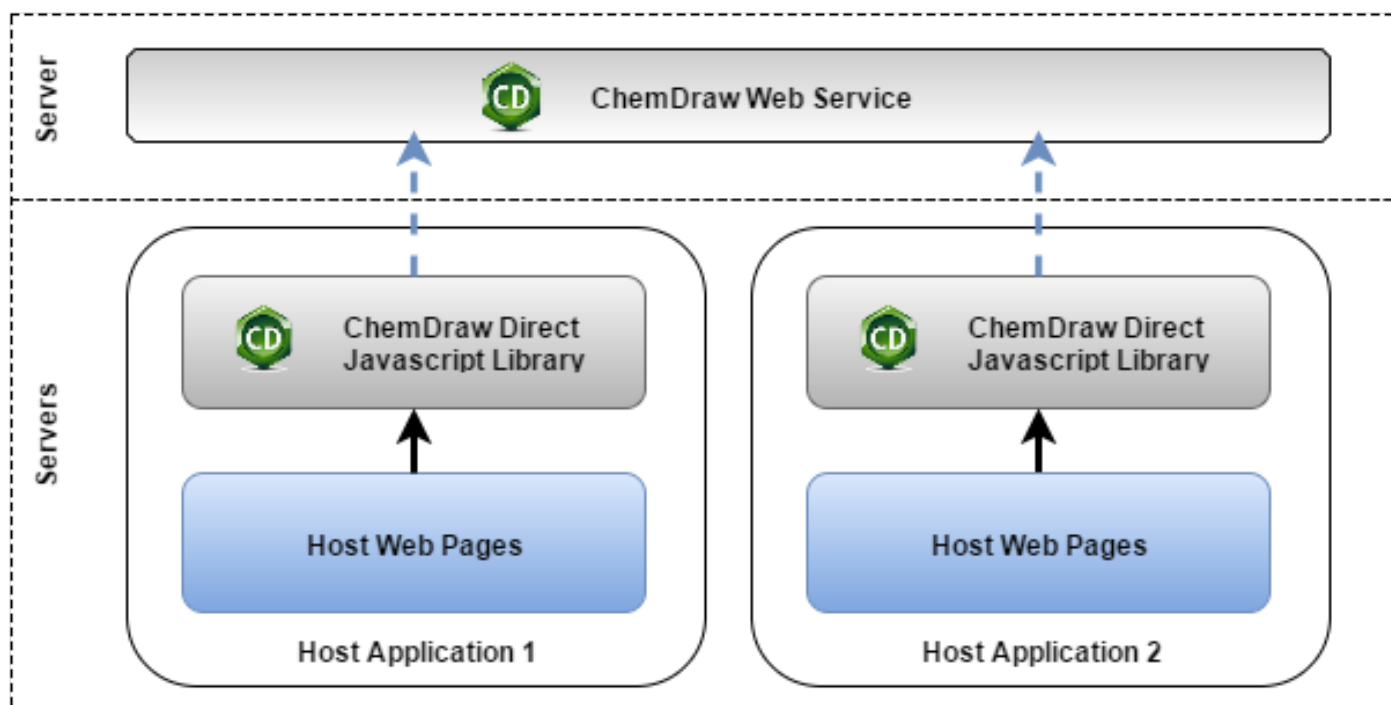 Server
CD
ChemDraw Web Service
Servers
CD
ChemDraw Direct
Javascript Library
Host Web Pages
Host Application 1
CD
ChemDraw Direct
Javascript Library
Host Web Pages
Host Application 2